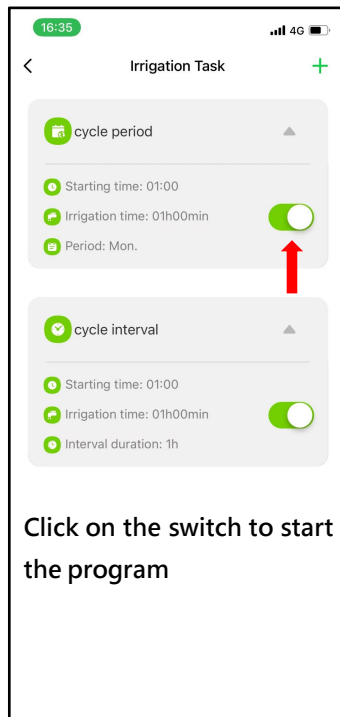 16:35
4G
Irrigation Task
cycle period
Starting time: 01:00
Irrigation time: 01h00min
Period: Mon.
cycle interval
Starting time: 01:00
Irrigation time: 01h00min
Interval duration: 1h
Click on the switch to start
the program